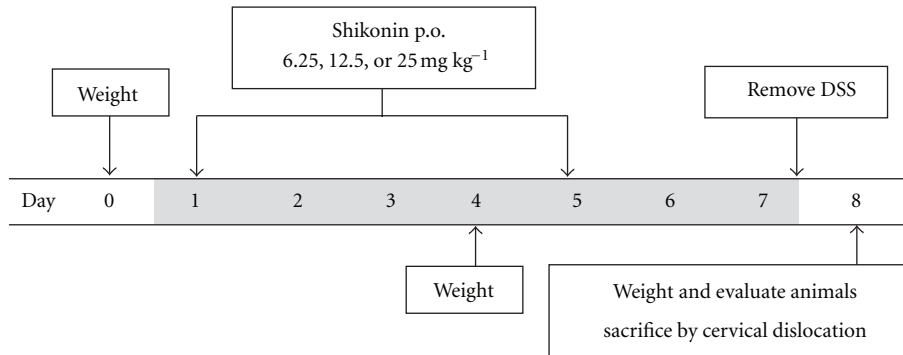 Shikonin p.o.
6.25, 12.5, or 25 mg kg⁻¹
Weight
Remove DSS
Day 0 1 2 3 4 5 6 7 8
Weight
Weight and evaluate animals
sacrifice by cervical dislocation